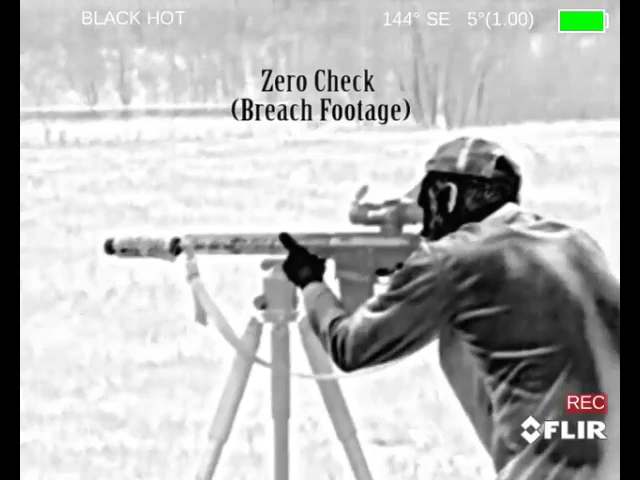 BLACK HOT
144° SE 5°(1.00)
Zero Check
(Breach Footage)
REC
FLIR